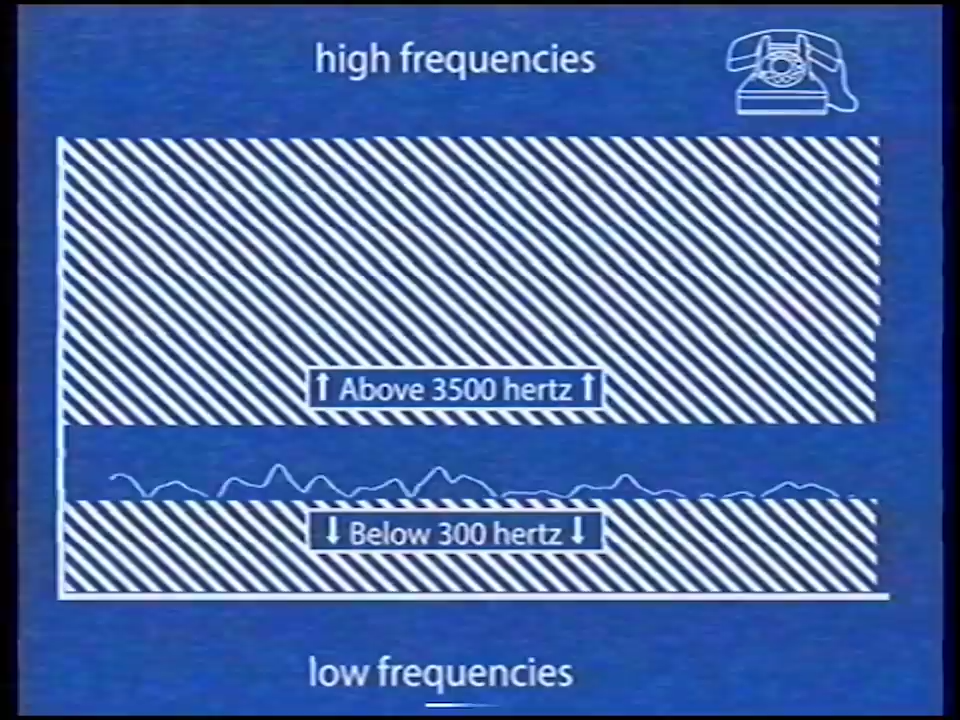 high frequencies
↑ Above 3500 hertz ↑
↓ Below 300 hertz ↓
low frequencies